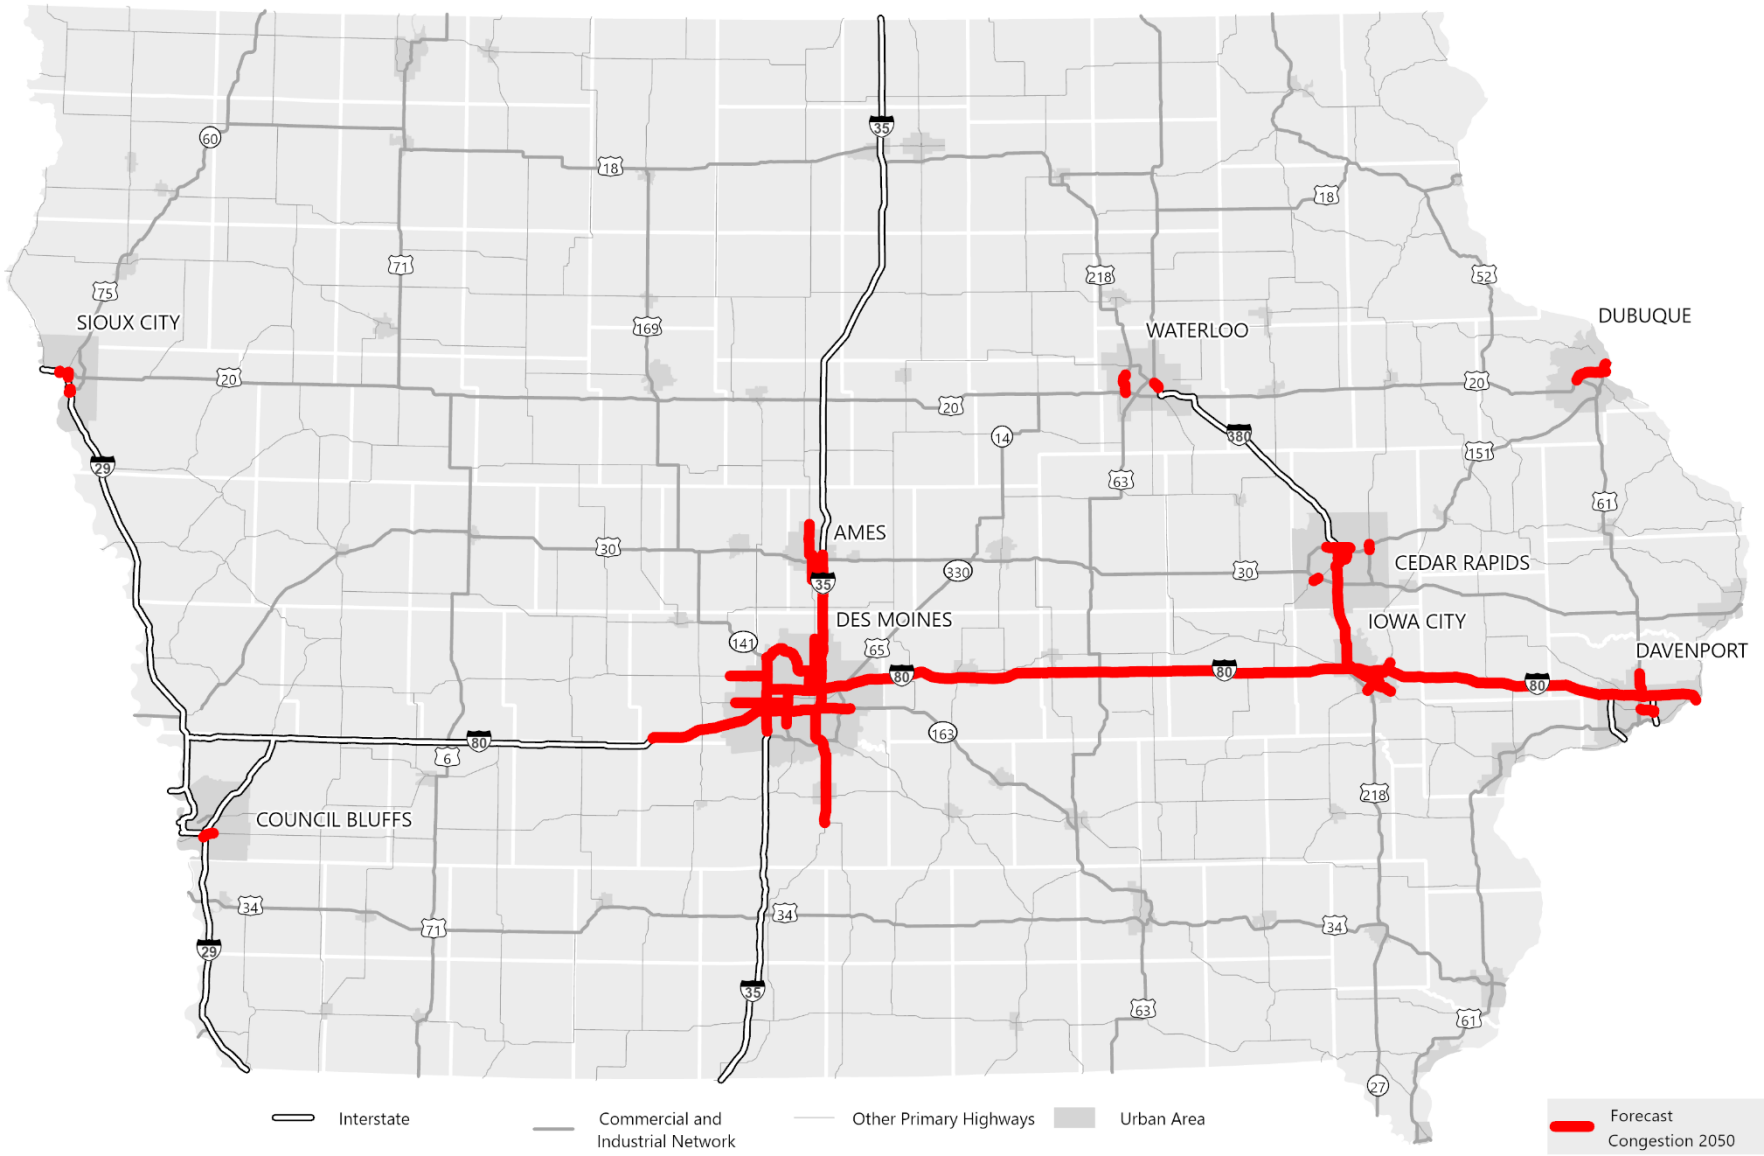 35
60
18
18
71
218
52
75
SIOUX CITY
169
WATERLOO
DUBUQUE
20
20
20
14
380
151
29
63
61
AMES
30
330
30
CEDAR RAPIDS
35
DES MOINES
IOWA CITY
141
65
DAVENPORT
80
80
80
163
80
6
218
COUNCIL BLUFFS
34
34
34
71
29
35
63
61
27
Interstate
Commercial and
Industrial Network
Other Primary Highways
Urban Area
Forecast
Congestion 2050